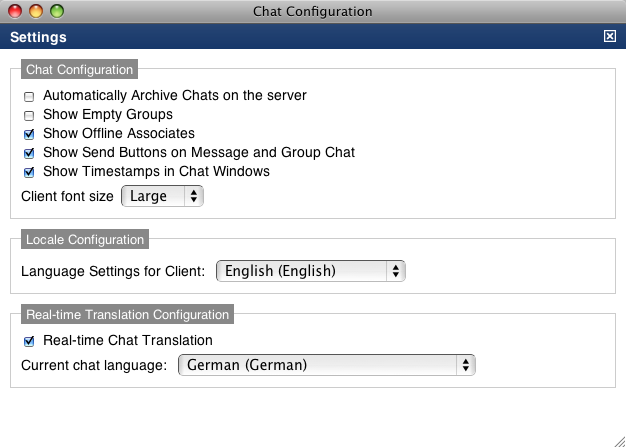 Chat Configuration
Settings
Chat Configuration
Automatically Archive Chats on the server
Show Empty Groups
Show Offline Associates
Show Send Buttons on Message and Group Chat
Show Timestamps in Chat Windows
Client font size Large
Locale Configuration
Language Settings for Client: English (English)
Real-time Translation Configuration
Real-time Chat Translation
Current chat language: German (German)